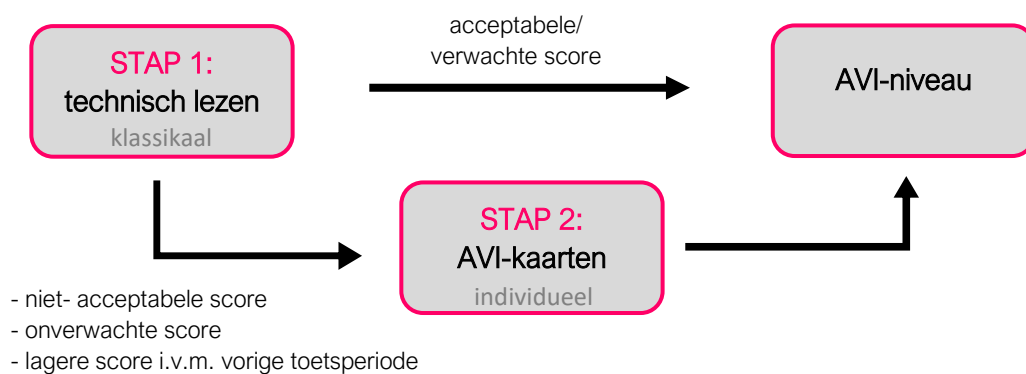 STAP 1:
technisch lezen
klassikaal
acceptabele/
verwachte score
AVI-niveau
STAP 2:
AVI-kaarten
individueel
- niet- acceptabele score
- onverwachte score
- lagere score i.v.m. vorige toetsperiode